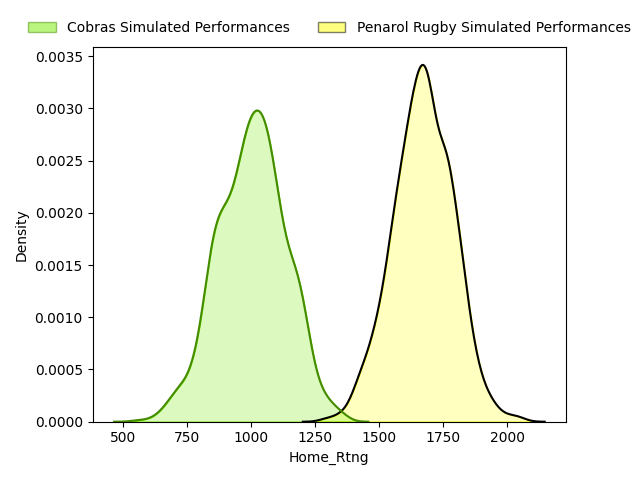 Cobras Simulated Performances Penarol Rugby Simulated Performances
0.0035
0.0030
0.0025
0.0020
0.0015
0.0010
0.0005
0.0000
Density
500 750 1000 1250 1500 1750 2000
Home_Rtng